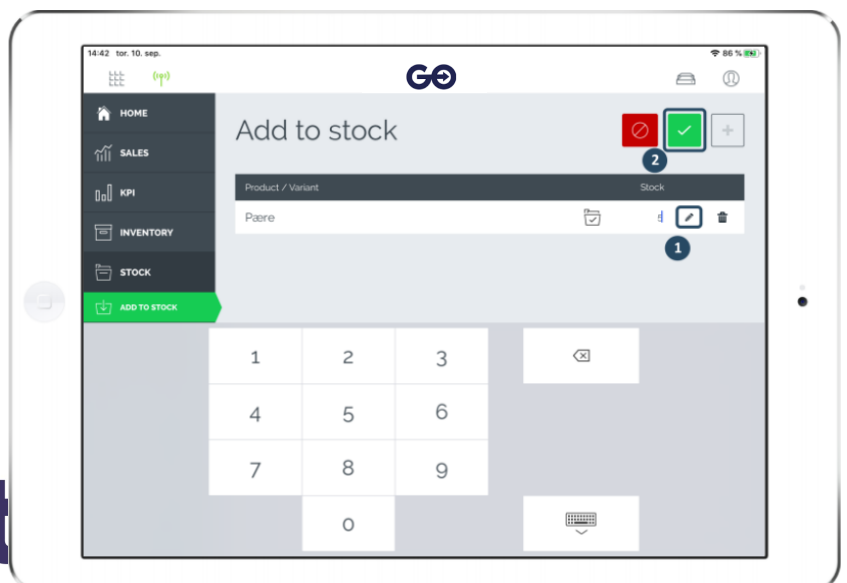 14:42 tor. 10. sep.
86 %
GO
HOME
SALES
KPI
INVENTORY
STOCK
ADD TO STOCK
Add to stock
2
Product / Variant
Stock
Pære
1
1
2
3
4
5
6
7
8
9
0